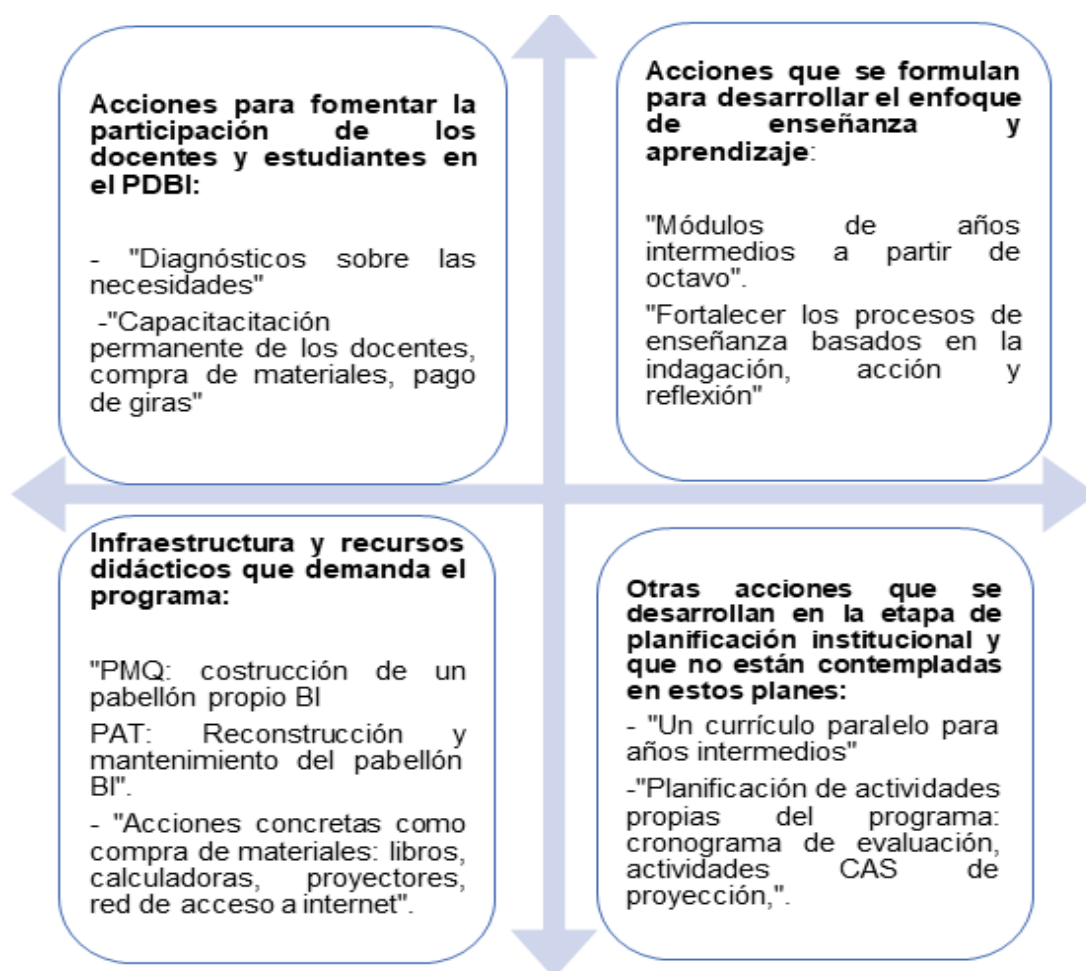 Acciones para fomentar la
participación de los
docentes y estudiantes en
el PDBI:
- "Diagnósticos sobre las
necesidades"
-"Capacitacitación
permanente de los docentes,
compra de materiales, pago
de giras"
Acciones que se formulan
para desarrollar el enfoque
de enseñanza y
aprendizaje:
"Módulos de años
intermedios a partir de
octavo".
"Fortalecer los procesos de
enseñanza basados en la
indagación, acción y
reflexión"
Infraestructura y recursos
didácticos que demanda el
programa:
"PMQ: costrucción de un
pabellón propio BI
PAT: Reconstrucción y
mantenimiento del pabellón
BI".
- "Acciones concretas como
compra de materiales: libros,
calculadoras, proyectores,
red de acceso a internet".
Otras acciones que se
desarrollan en la etapa de
planificación institucional y
que no están contempladas
en estos planes:
- "Un currículo paralelo para
años intermedios"
-"Planificación de actividades
propias del programa:
cronograma de evaluación,
actividades CAS de
proyección,".